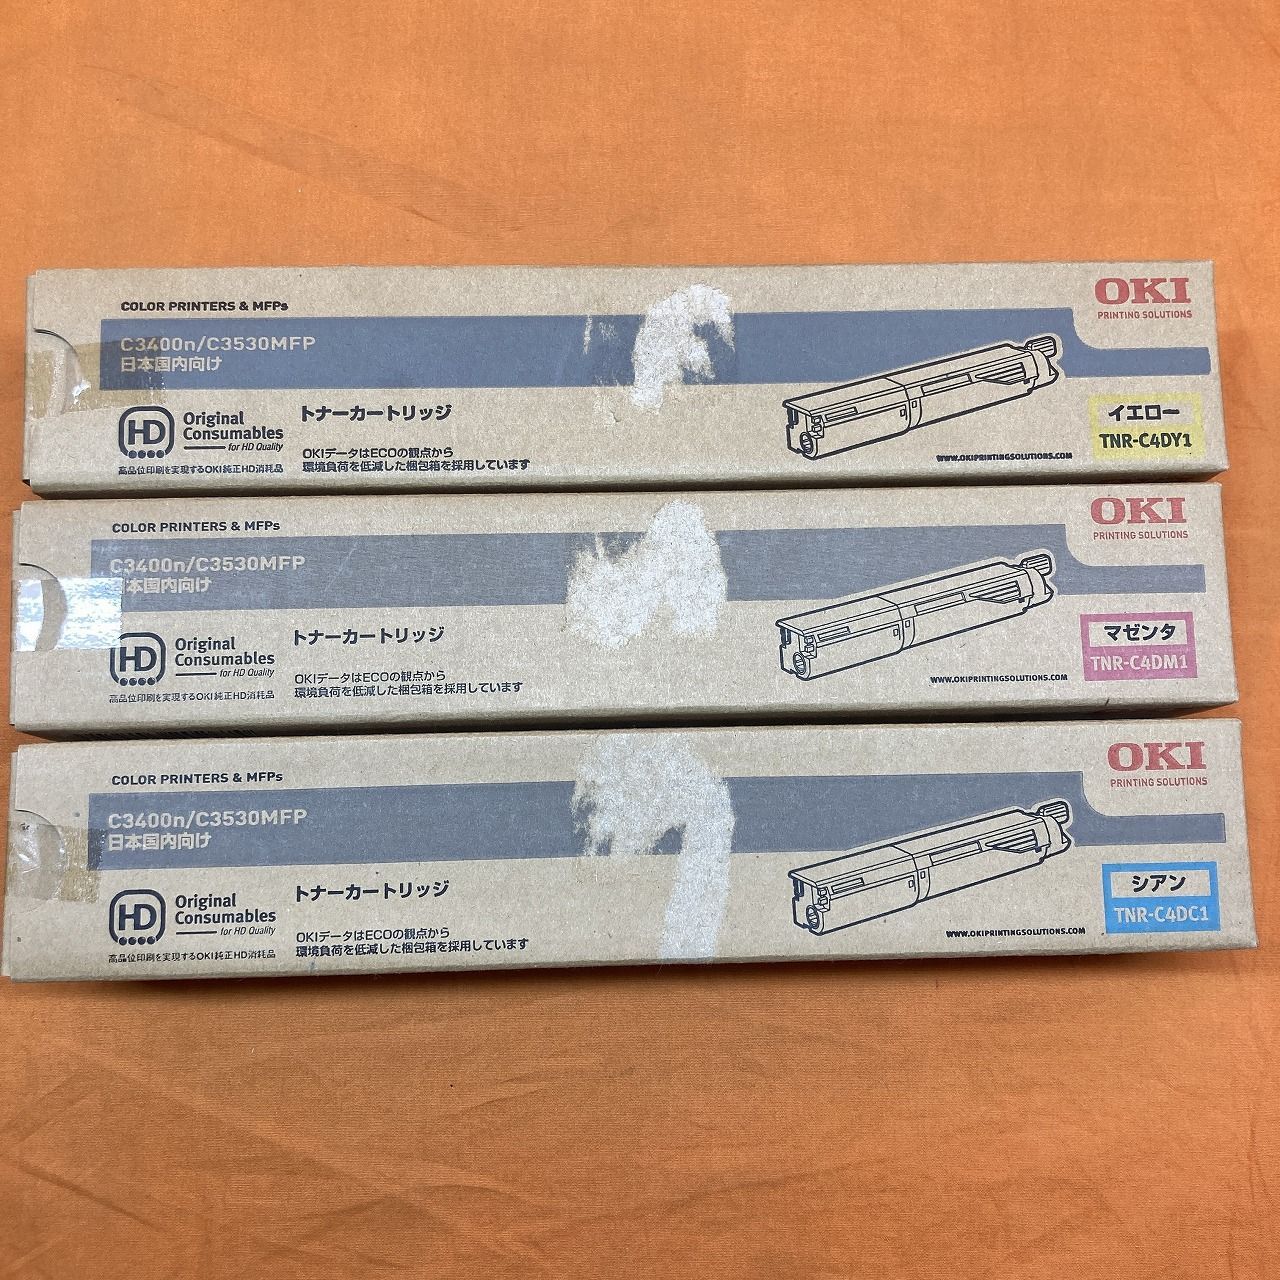 COLOR PRINTERS & MFPs
OKI
PRINTING SOLUTIONS
C3400n/C3530MFP
日本国内向け
HD
Original
Consumables
for HD Quality
高品位印刷を実現するOKI純正HD消耗品
トナーカートリッジ
OKIデータはECOの観点から
環境負荷を低減した梱包箱を採用しています
WWW.OKIPRINTINGSOLUTIONS.COM
イエロー
TNR-C4DY1
COLOR PRINTERS & MFPs
OKI
PRINTING SOLUTIONS
C3400n/C3530MFP
日本国内向け
HD
Original
Consumables
for HD Quality
高品位印刷を実現するOKI純正HD消耗品
トナーカートリッジ
OKIデータはECOの観点から
環境負荷を低減した梱包箱を採用しています
WWW.OKIPRINTINGSOLUTIONS.COM
マゼンタ
TNR-C4DM1
COLOR PRINTERS & MFPs
OKI
PRINTING SOLUTIONS
C3400n/C3530MFP
日本国内向け
HD
Original
Consumables
for HD Quality
高品位印刷を実現するOKI純正HD消耗品
トナーカートリッジ
OKIデータはECOの観点から
環境負荷を低減した梱包箱を採用しています
WWW.OKIPRINTINGSOLUTIONS.COM
シアン
TNR-C4DC1